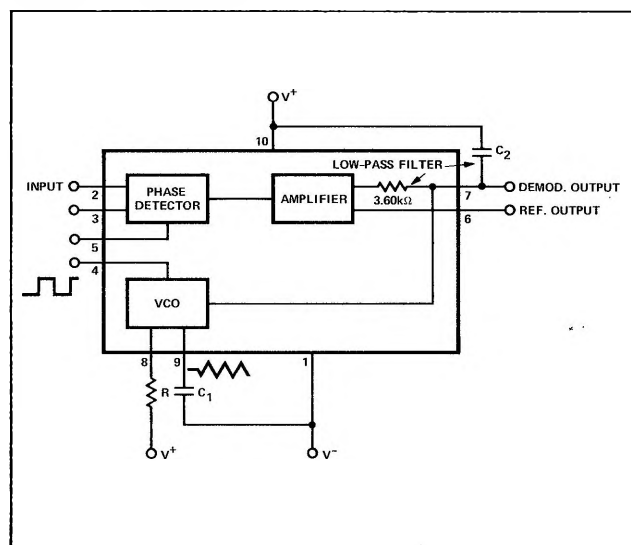 V+
10
C2
LOW-PASS FILTER
INPUT
2
PHASE DETECTOR
AMPLIFIER
3.60kΩ
7
DEMOD. OUTPUT
3
6
REF. OUTPUT
5
4
VCO
8
9
1
R
C1
V+
V-